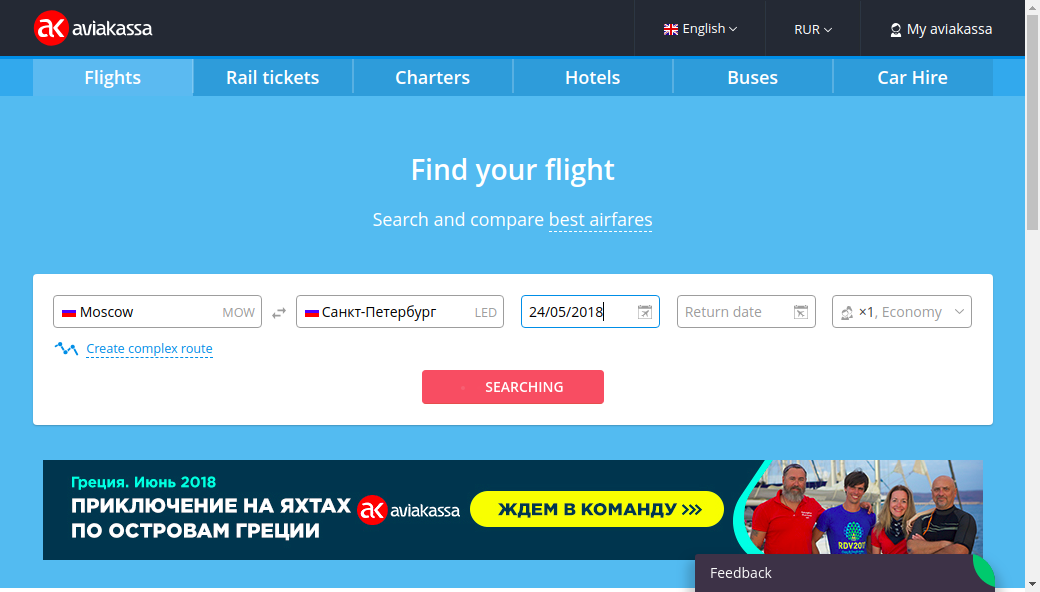 ak aviakassa
English
RUR
My aviakassa
Flights
Rail tickets
Charters
Hotels
Buses
Car Hire
Find your flight
Search and compare best airfares
Moscow MOW
Санкт-Петербург LED
24/05/2018
Return date
×1, Economy
Create complex route
SEARCHING
Греция. Июнь 2018
ПРИКЛЮЧЕНИЕ НА ЯХТАХ
ПО ОСТРОВАМ ГРЕЦИИ
ak aviakassa
ЖДЕМ В КОМАНДУ >>>
RDV2017
Feedback